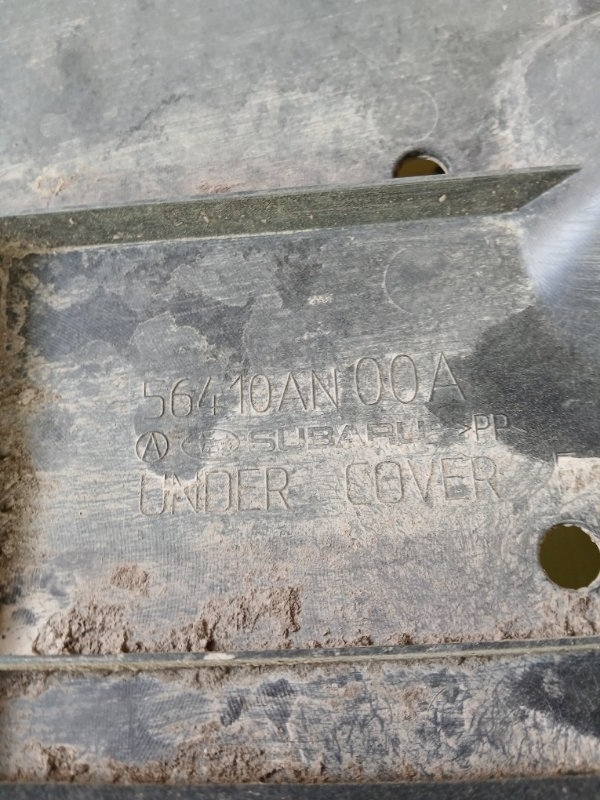 56410AN00A
Ⓐ SUBARU >PP<
UNDER COVER F